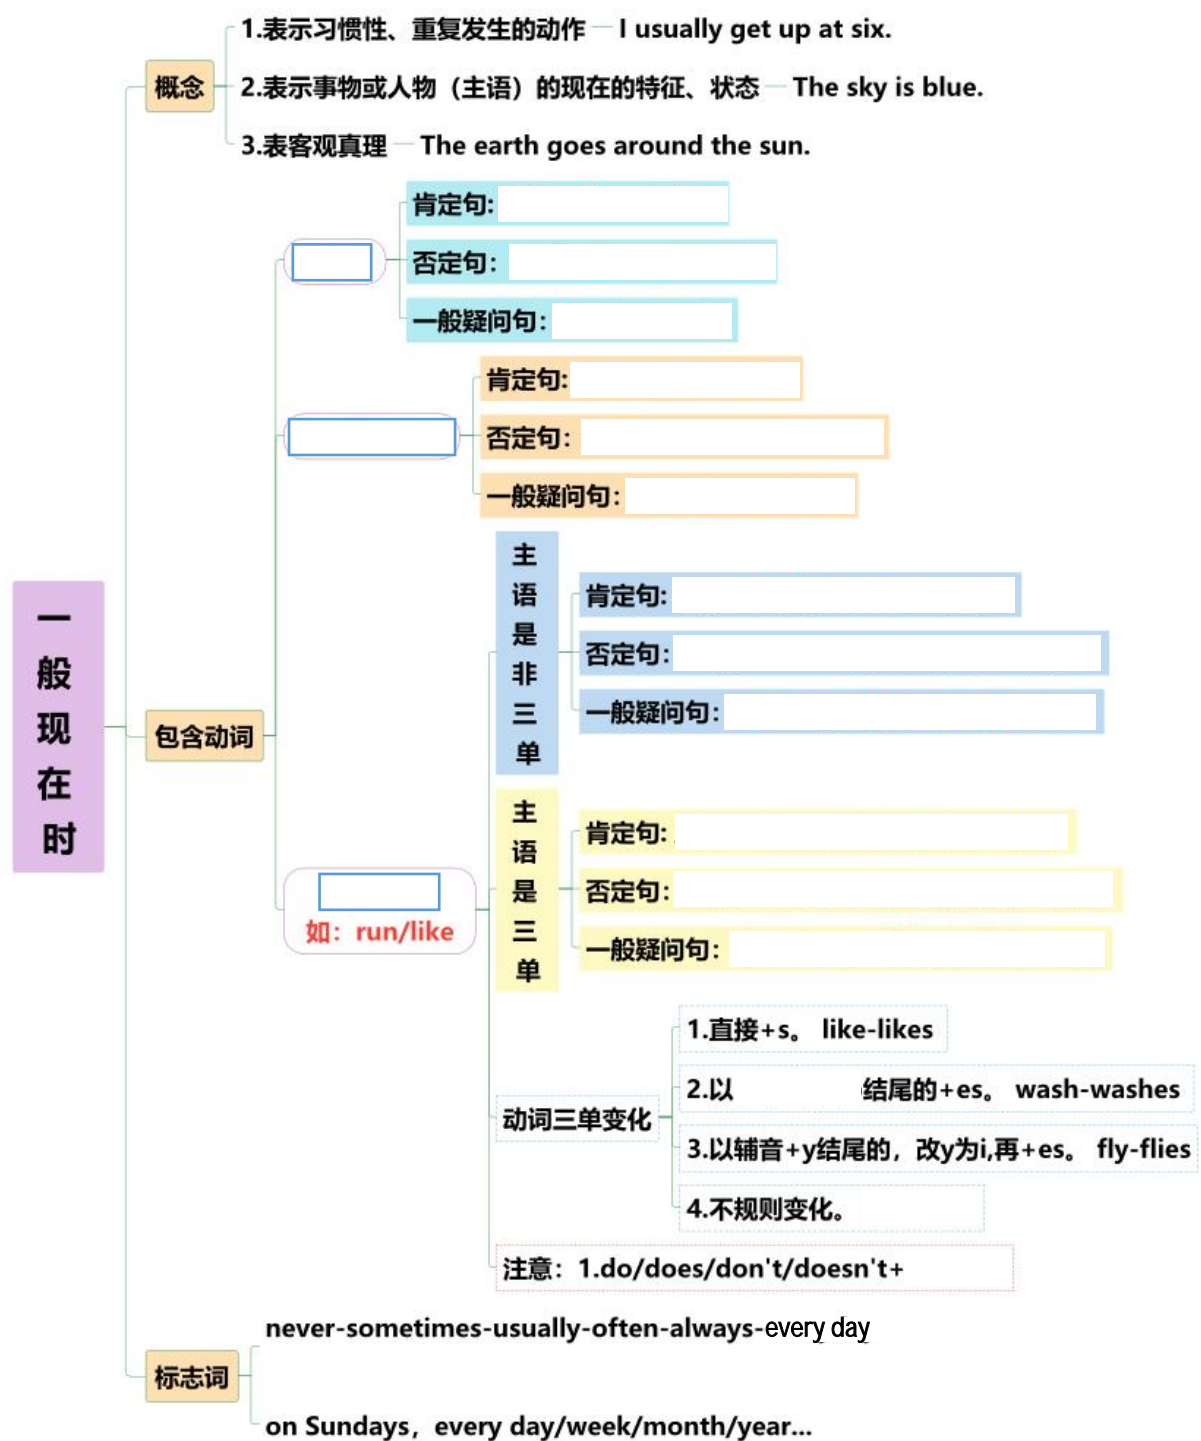 1.表示习惯性、重复发生的动作 I usually get up at six.
概念
2.表示事物或人物（主语）的现在的特征、状态 The sky is blue.
3.表客观真理 The earth goes around the sun.
肯定句:
否定句：
一般疑问句：
肯定句:
否定句：
一般疑问句：
一般现在时
包含动词
主语是非三单
肯定句:
否定句：
一般疑问句：
如：run/like
主语是三单
肯定句:
否定句：
一般疑问句：
动词三单变化
1.直接+s。 like-likes
2.以 结尾的+es。 wash-washes
3.以辅音+y结尾的，改y为i,再+es。 fly-flies
4.不规则变化。
注意：1.do/does/don't/doesn't+
标志词
never-sometimes-usually-often-always-every day
on Sundays，every day/week/month/year...